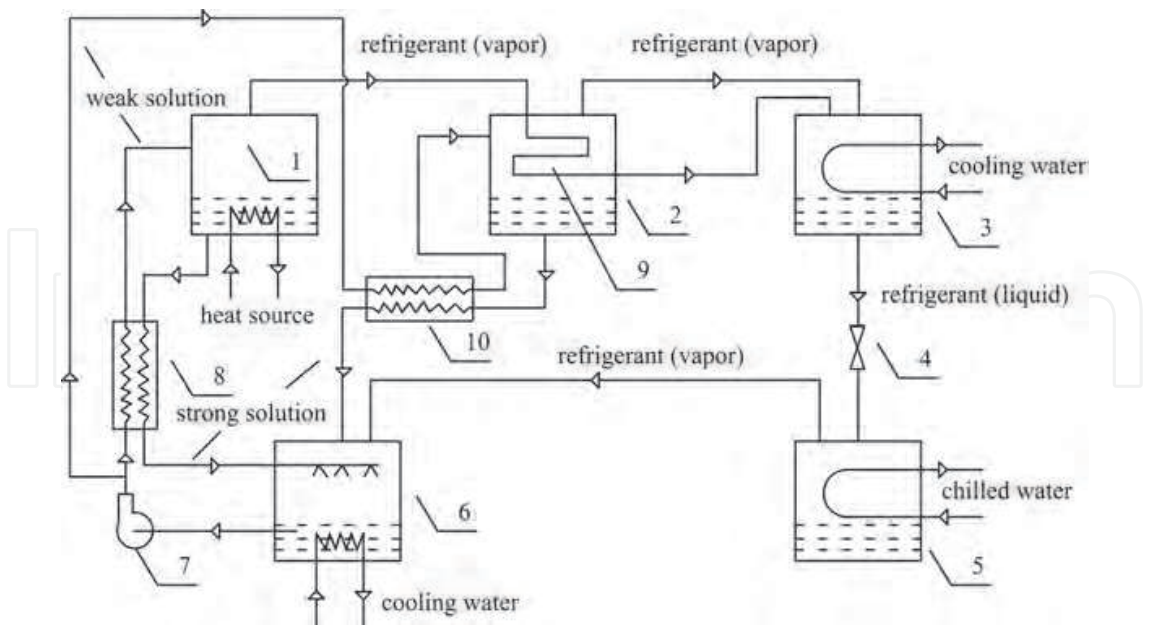 refrigerant (vapor)
refrigerant (vapor)
weak solution
1
cooling water
2
3
9
heat source
refrigerant (liquid)
10
refrigerant (vapor)
4
8
strong solution
chilled water
6
5
7
cooling water